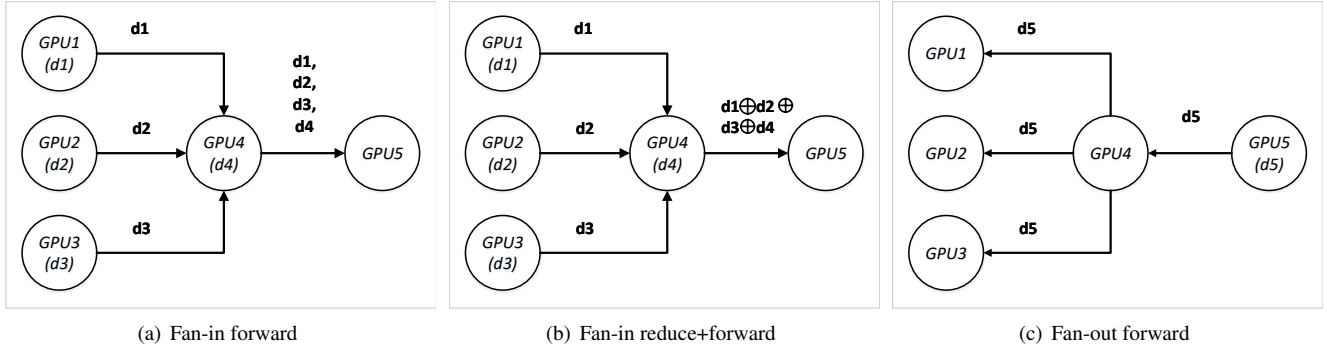 d1
GPU1
(d1)
d1,
d2,
d3,
d4
d2
GPU2
(d2)
GPU4
(d4)
GPU5
d3
GPU3
(d3)
(a) Fan-in forward
d1
GPU1
(d1)
d1⊕d2 ⊕
d3⊕d4
d2
GPU2
(d2)
GPU4
(d4)
GPU5
d3
GPU3
(d3)
(b) Fan-in reduce+forward
d5
GPU1
d5
d5
GPU2
GPU4
GPU5
(d5)
d5
GPU3
(c) Fan-out forward